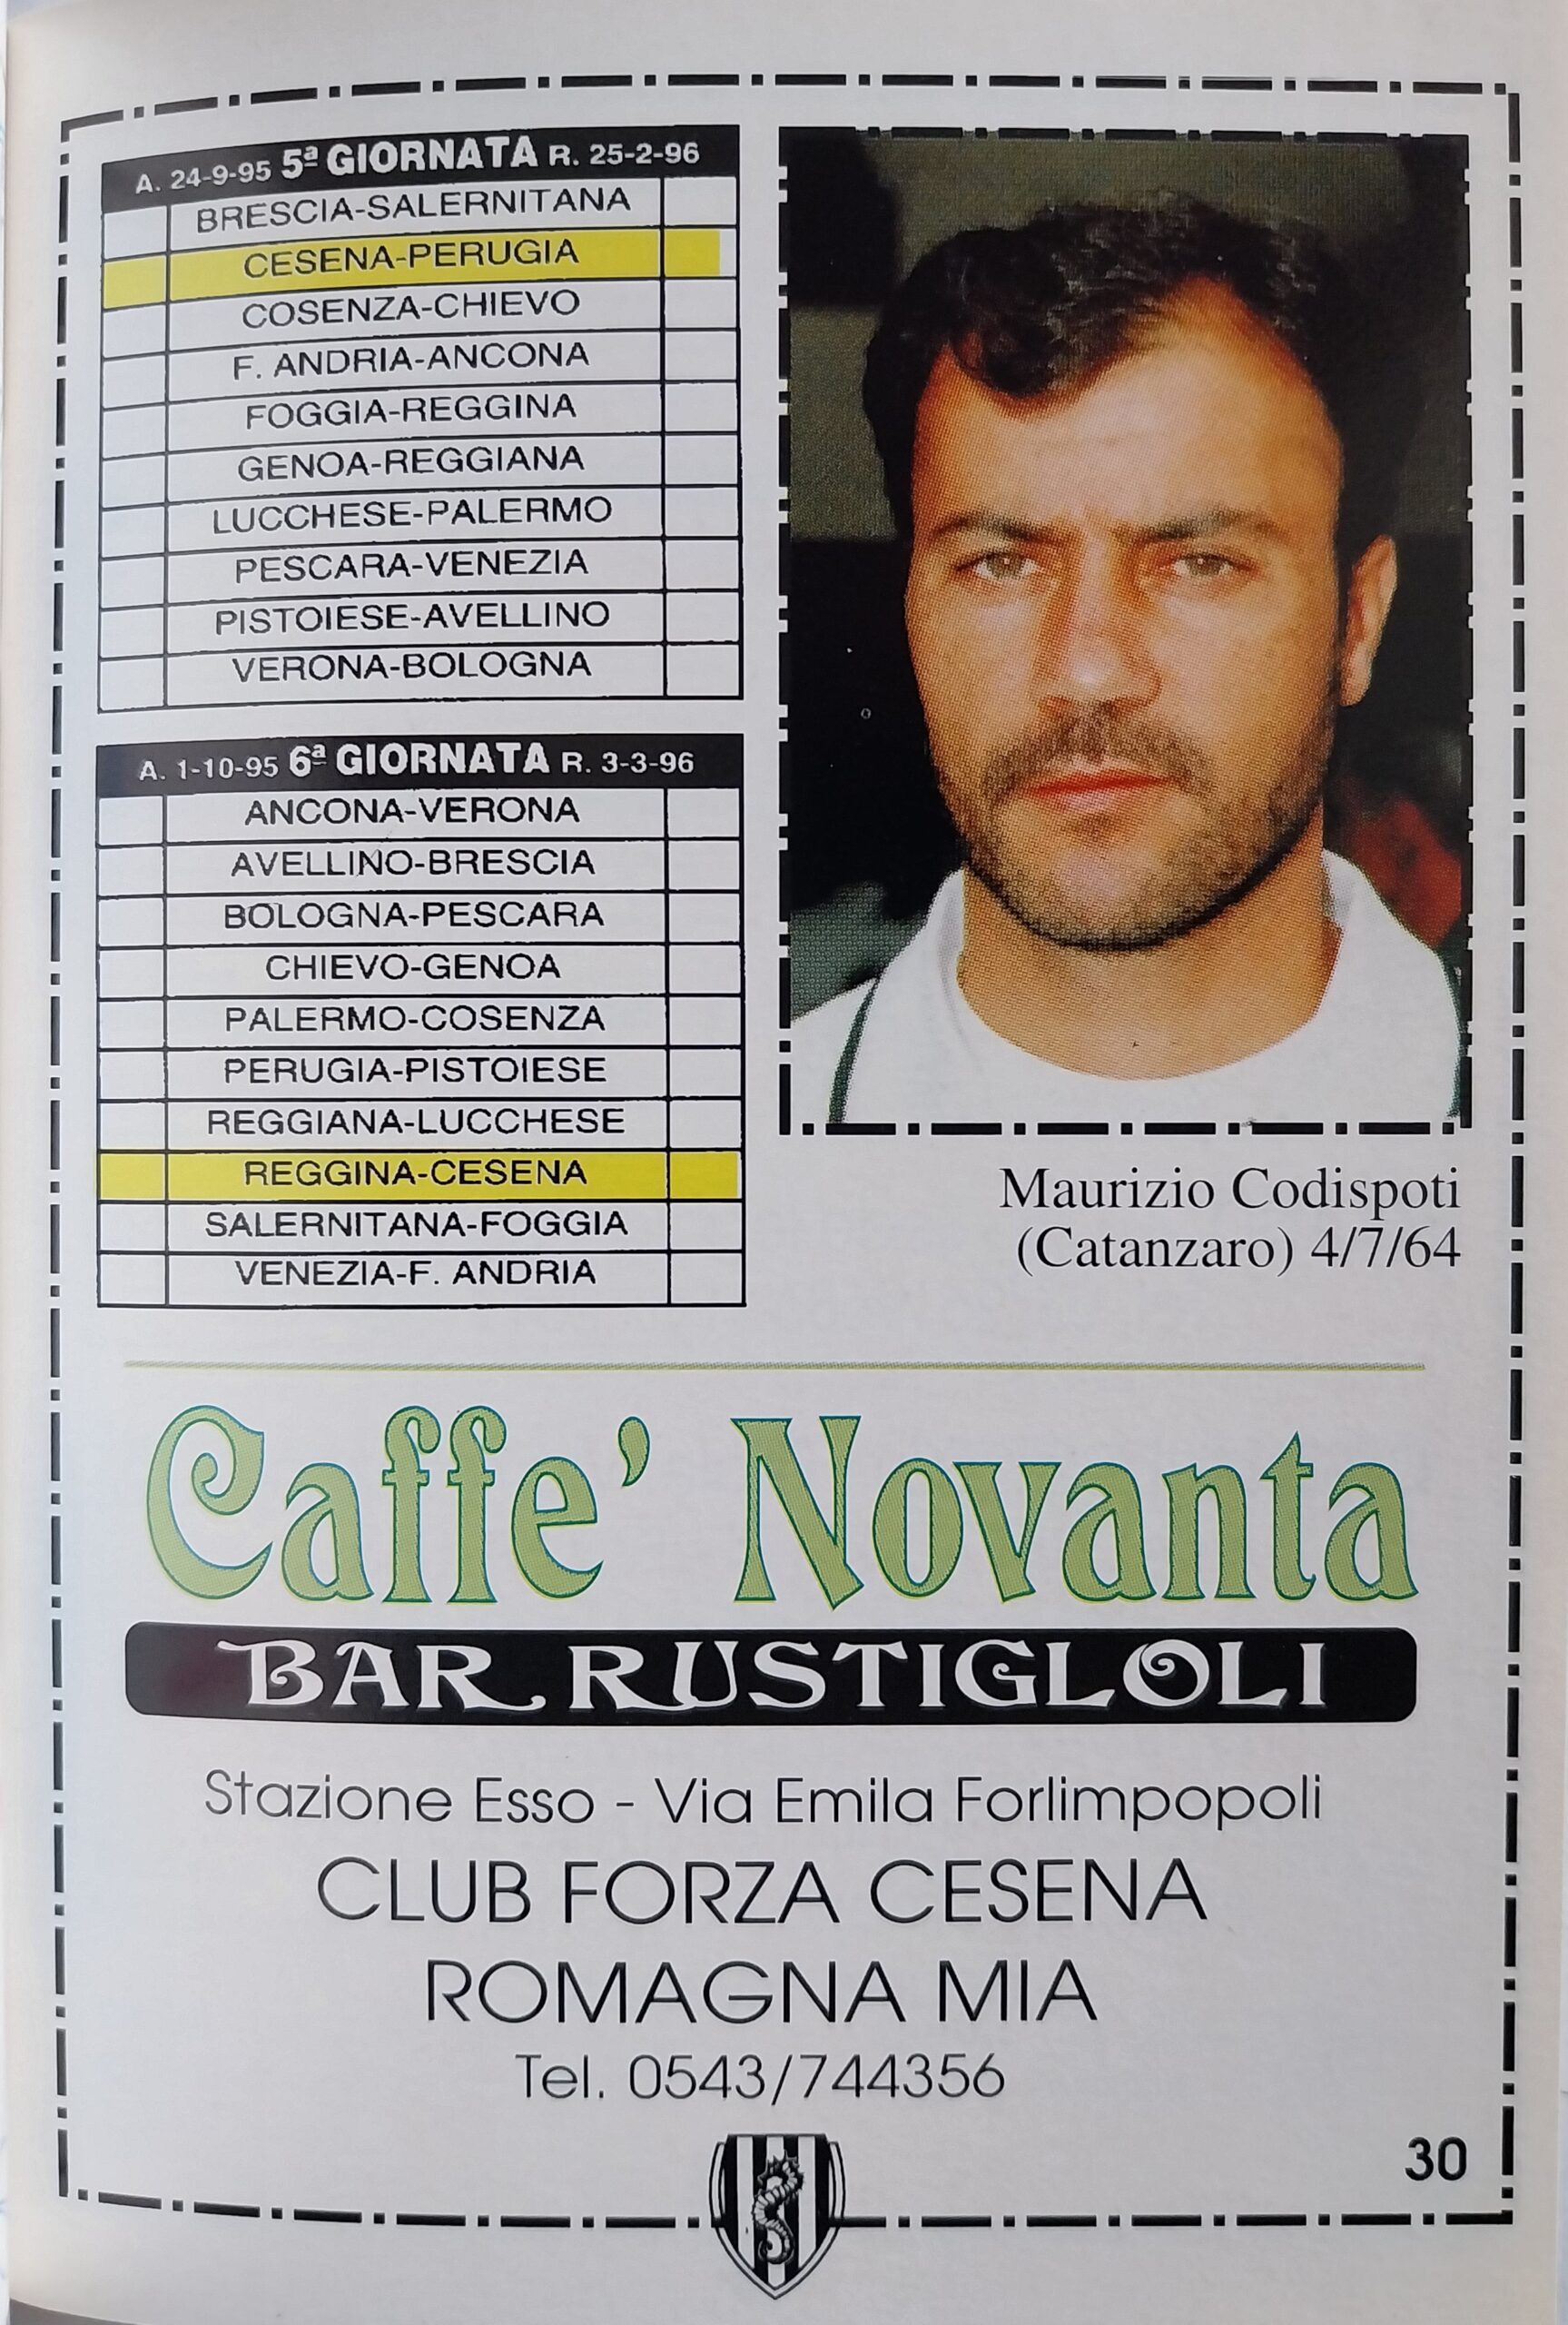 A. 24-9-95 5ª GIORNATA R. 25-2-96
BRESCIA-SALERNITANA
CESENA-PERUGIA
COSENZA-CHIEVO
F. ANDRIA-ANCONA
FOGGIA-REGGINA
GENOA-REGGIANA
LUCCHESE-PALERMO
PESCARA-VENEZIA
PISTOIESE-AVELLINO
VERONA-BOLOGNA
A. 1-10-95 6ª GIORNATA R. 3-3-96
ANCONA-VERONA
AVELLINO-BRESCIA
BOLOGNA-PESCARA
CHIEVO-GENOA
PALERMO-COSENZA
PERUGIA-PISTOIESE
REGGIANA-LUCCHESE
REGGINA-CESENA
SALERNITANA-FOGGIA
VENEZIA-F. ANDRIA
Maurizio Codispoti
(Catanzaro) 4/7/64
Caffe' Novanta
BAR RUSTIGLOLI
Stazione Esso - Via Emila Forlimpopoli
CLUB FORZA CESENA
ROMAGNA MIA
Tel. 0543/744356
30